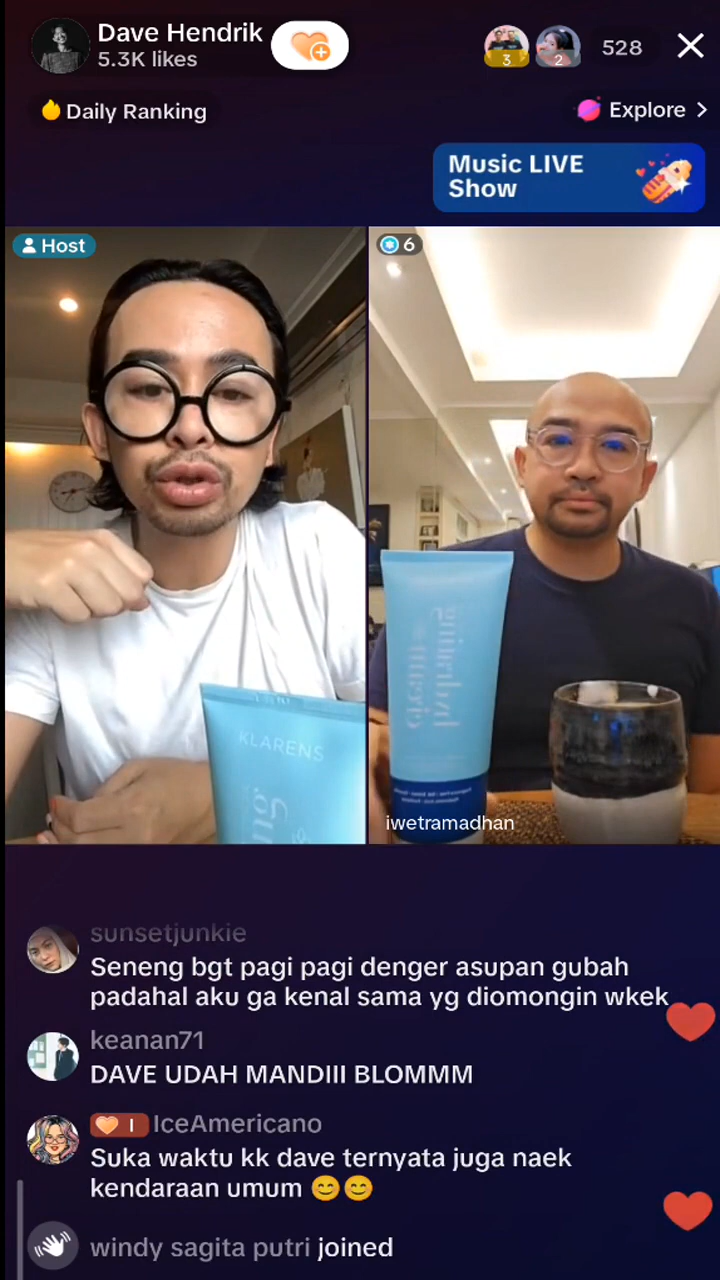 Dave Hendrik
5.3K likes
3
2
528
Daily Ranking
Explore
Music LIVE
Show
Host
6
KLARENS
iwetramadhan
sunsetjunkie
Seneng bgt pagi pagi denger asupan gubah
padahal aku ga kenal sama yg diomongin wkek
keanan71
DAVE UDAH MANDIII BLOMMM
I IceAmericano
Suka waktu kk dave ternyata juga naek
kendaraan umum 😊😊
windy sagita putri joined